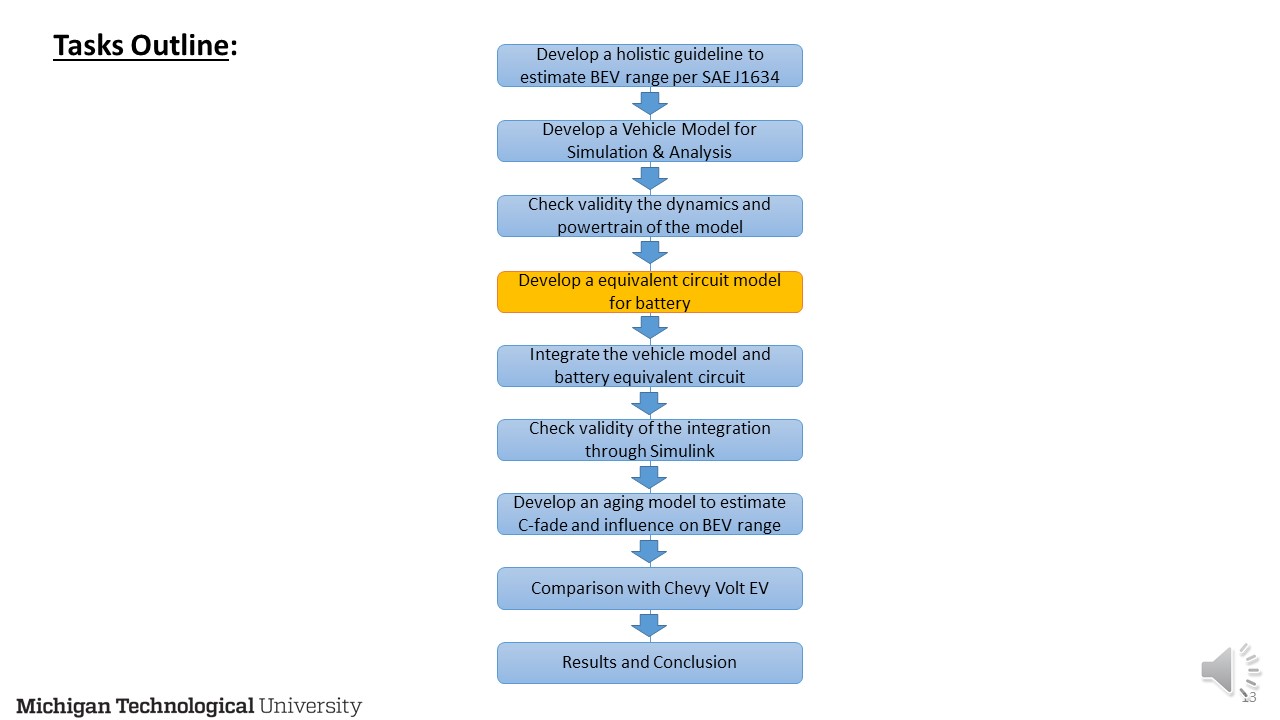 Tasks Outline:
Develop a holistic guideline to
estimate BEV range per SAE J1634
Develop a Vehicle Model for
Simulation & Analysis
Check validity the dynamics and
powertrain of the model
Develop a equivalent circuit model
for battery
Integrate the vehicle model and
battery equivalent circuit
Check validity of the integration
through Simulink
Develop an aging model to estimate
C-fade and influence on BEV range
Comparison with Chevy Volt EV
Results and Conclusion
Michigan Technological University
13